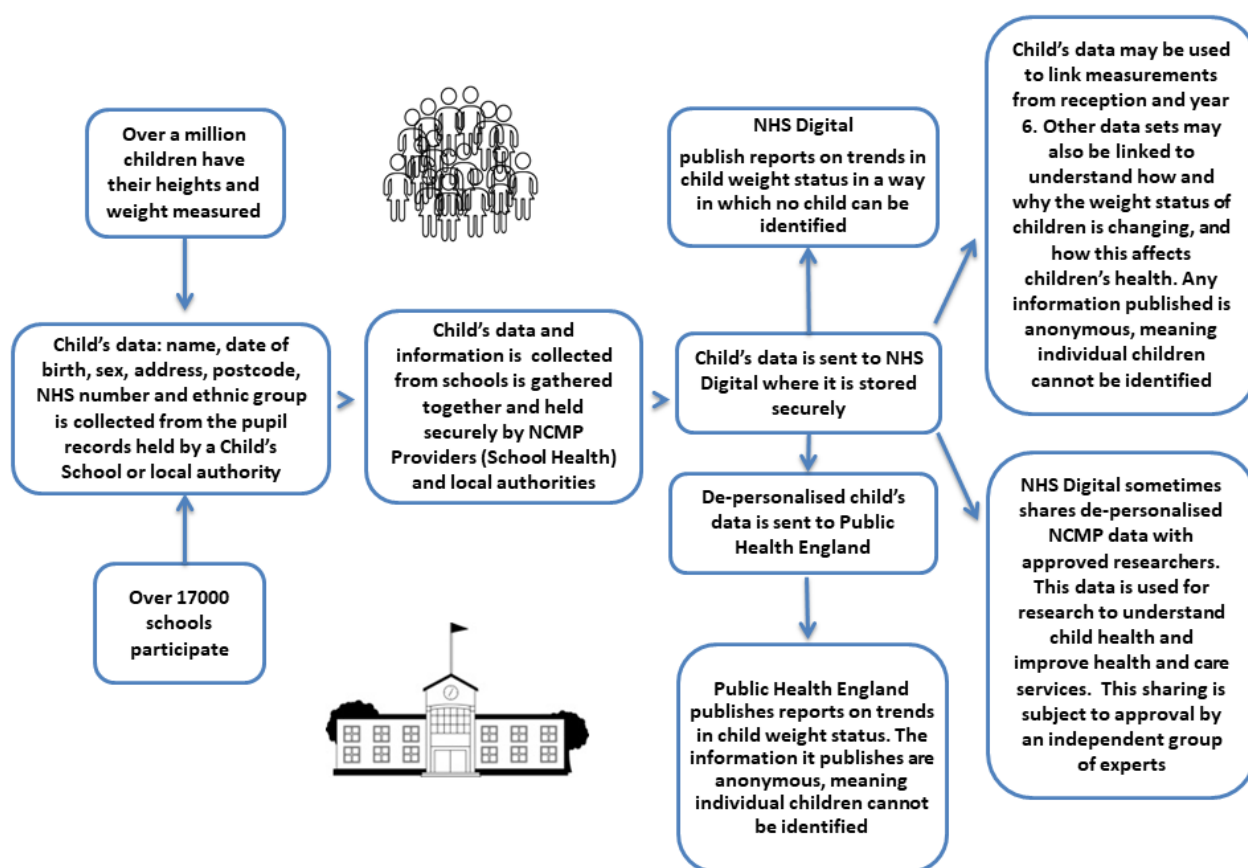 Over a million
children have
their heights and
weight measured
Child's data: name, date of
birth, sex, address, postcode,
NHS number and ethnic group
is collected from the pupil
records held by a Child's
School or local authority
Over 17000
schools
participate
Child's data and
information is collected
from schools is gathered
together and held
securely by NCMP
Providers (School Health)
and local authorities
NHS Digital
publish reports on trends in
child weight status in a way
in which no child can be
identified
Child's data is sent to NHS
Digital where it is stored
securely
De-personalised child's
data is sent to Public
Health England
Public Health England
publishes reports on trends
in child weight status. The
information it publishes are
anonymous, meaning
individual children cannot
be identified
Child's data may be used
to link measurements
from reception and year
6. Other data sets may
also be linked to
understand how and
why the weight status of
children is changing, and
how this affects
children's health. Any
information published is
anonymous, meaning
individual children
cannot be identified
NHS Digital sometimes
shares de-personalised
NCMP data with
approved researchers.
This data is used for
research to understand
child health and
improve health and care
services. This sharing is
subject to approval by
an independent group
of experts